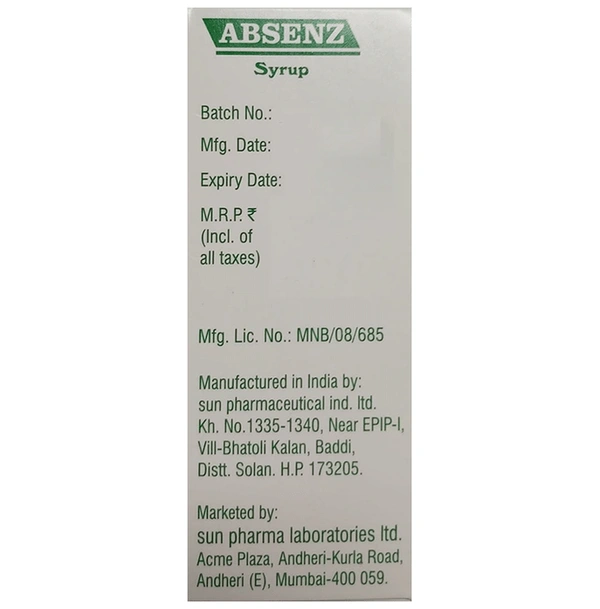 ABSENZ
Syrup
Batch No.:
Mfg. Date:
Expiry Date:
M.R.P. ₹
(Incl. of
all taxes)
Mfg. Lic. No.: MNB/08/685
Manufactured in India by:
sun pharmaceutical ind. ltd.
Kh. No.1335-1340, Near EPIP-I,
Vill-Bhatoli Kalan, Baddi,
Distt. Solan. H.P. 173205.
Marketed by:
sun pharma laboratories ltd.
Acme Plaza, Andheri-Kurla Road,
Andheri (E), Mumbai-400 059.